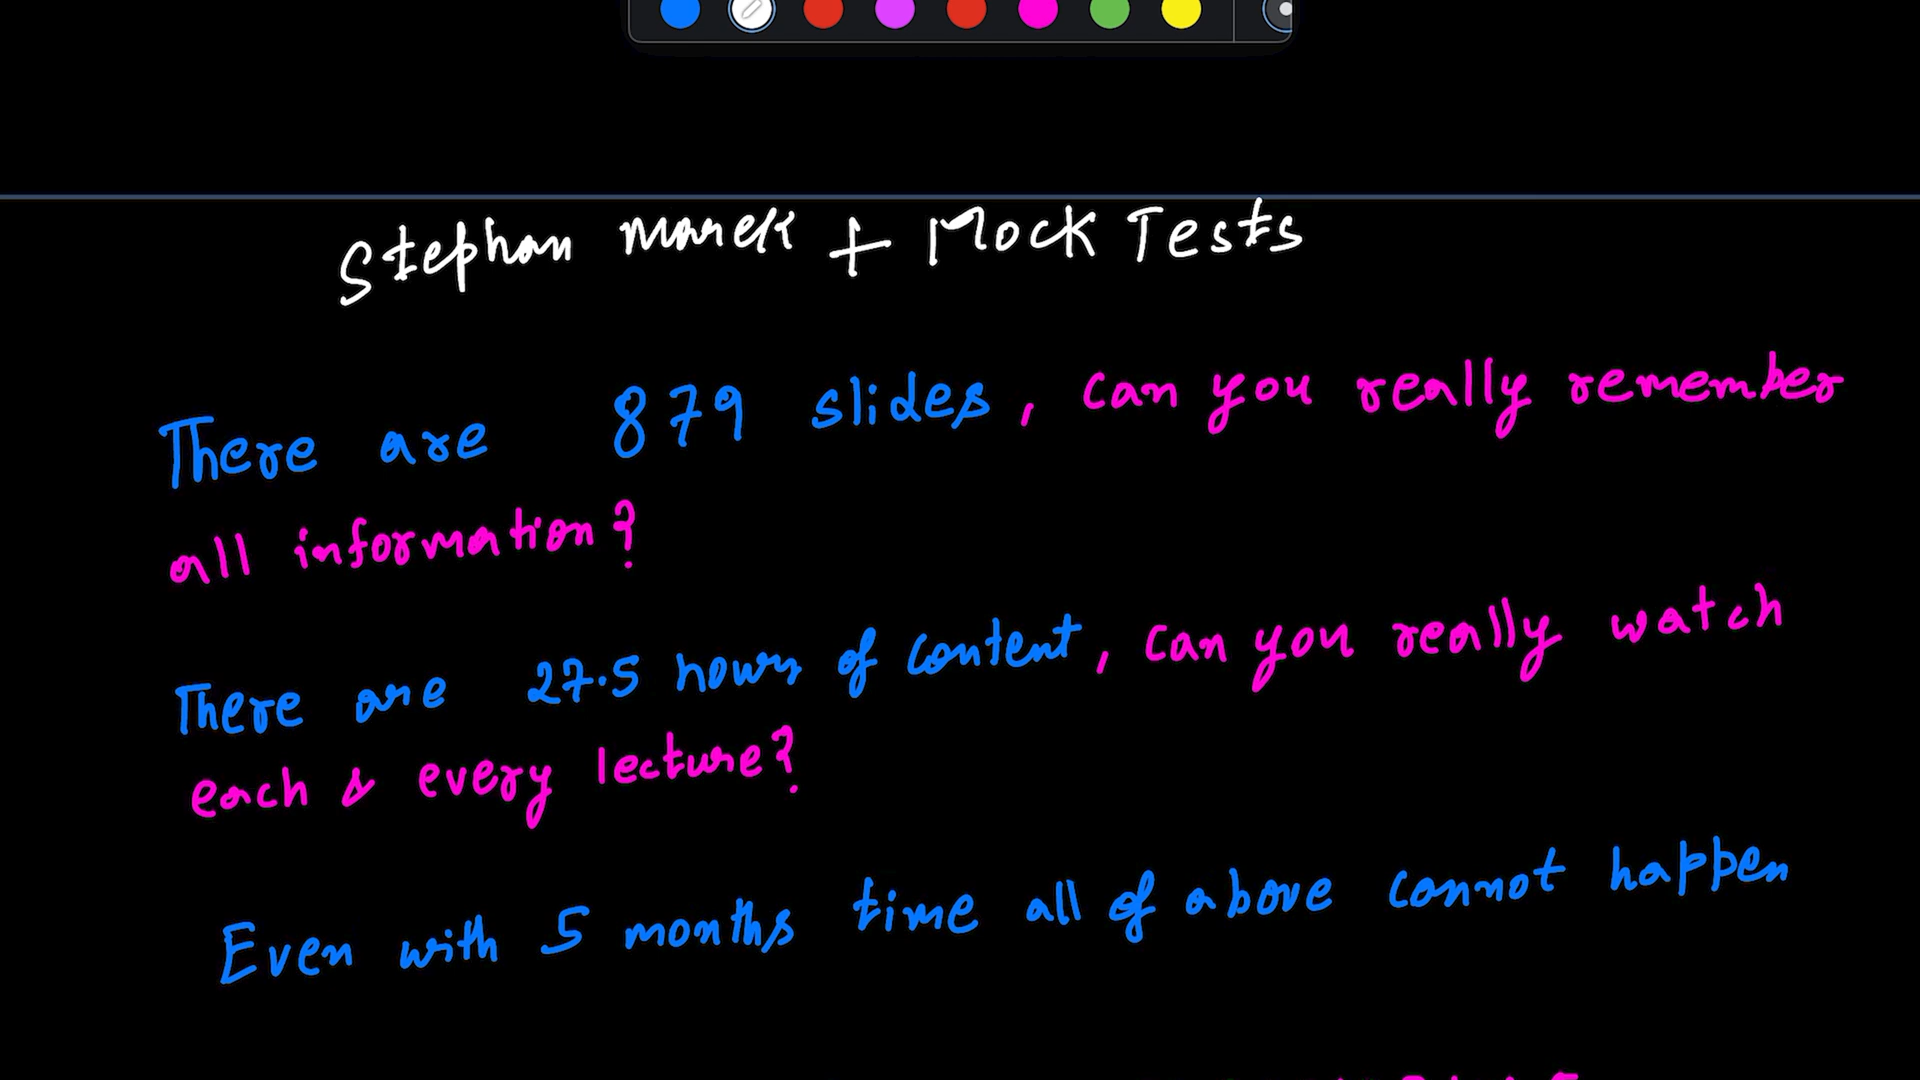 Stephan marek + Mock Tests
There are 879 slides, can you really remember
all information?
There are 27.5 hours of content, can you really watch
each & every lecture?
Even with 5 months time all of above cannot happen